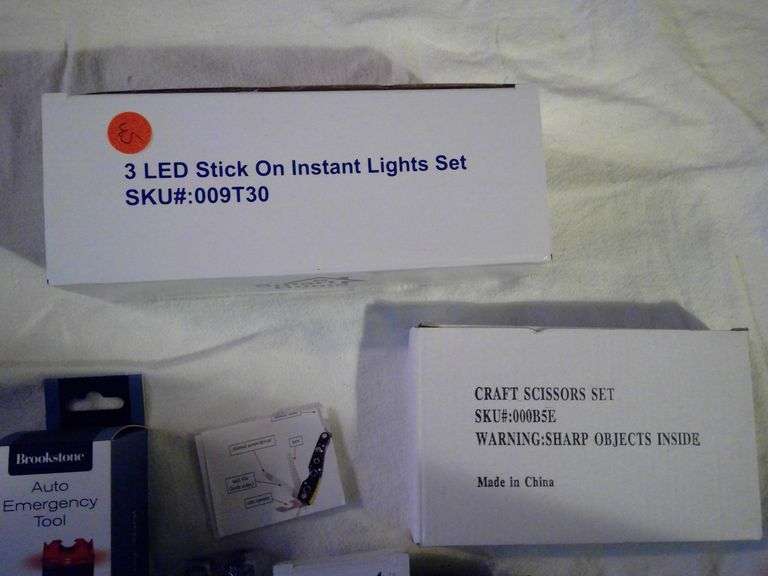 3 LED Stick On Instant Lights Set
SKU#:009T30
CRAFT SCISSORS SET
SKU#:000B5E
WARNING:SHARP OBJECTS INSIDE
Made in China
Brookstone
Auto
Emergency
Tool